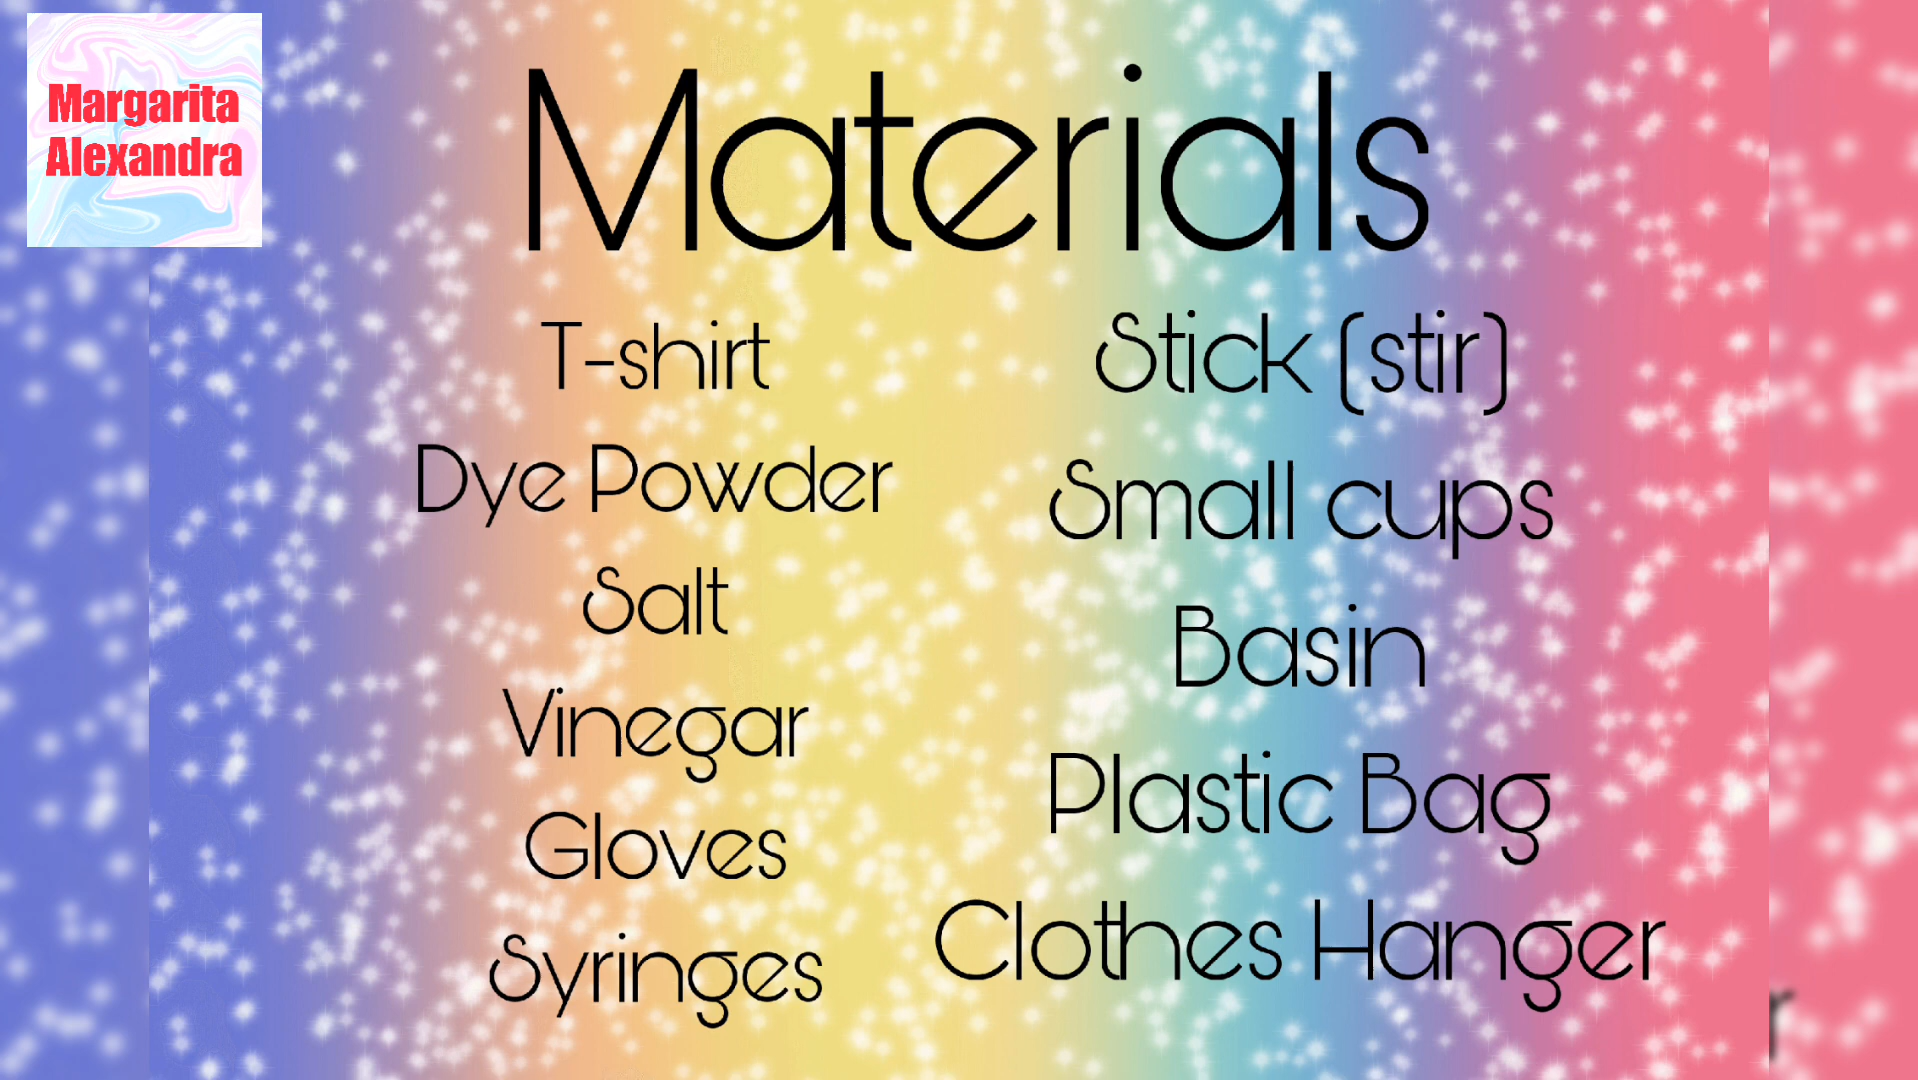 Margarita
Alexandra
Materials
T-shirt
Dye Powder
Salt
Vinegar
Gloves
Syringes
Stick (stir)
Small cups
Basin
Plastic Bag
Clothes Hanger